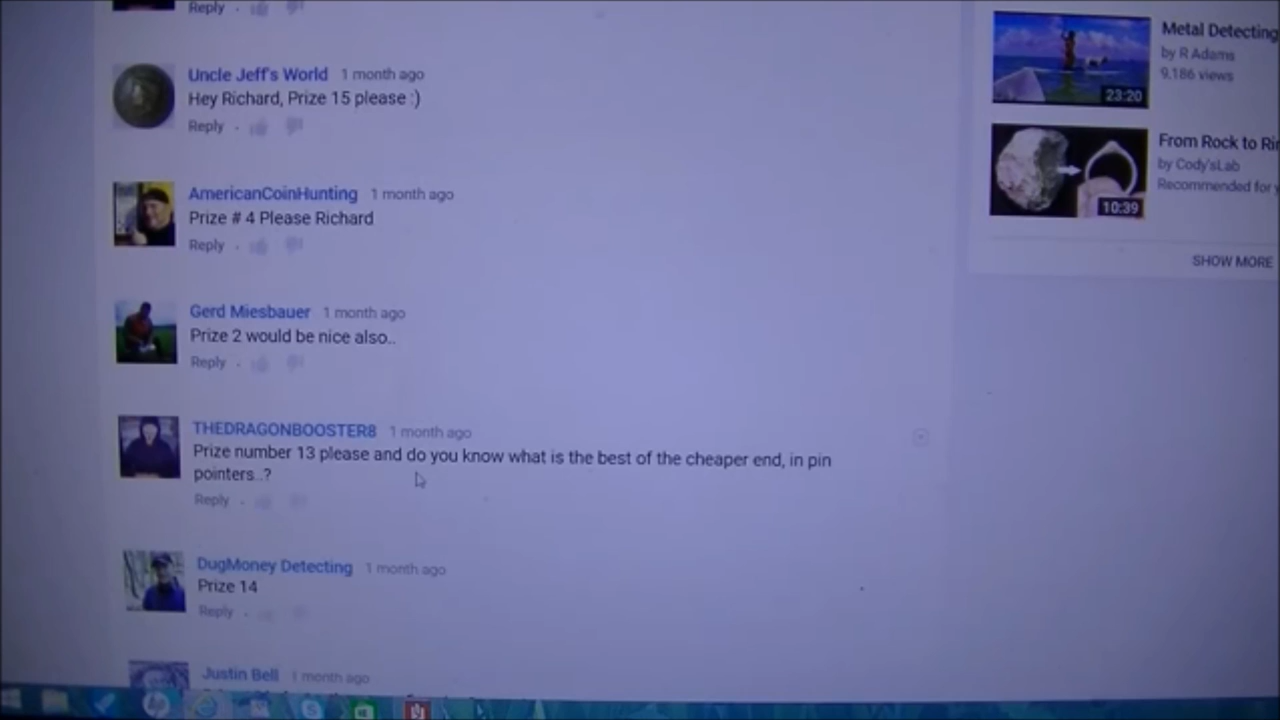 Reply
Uncle Jeff's World 1 month ago
Hey Richard, Prize 15 please :)
Reply
AmericanCoinHunting 1 month ago
Prize # 4 Please Richard
Reply
Gerd Miesbauer 1 month ago
Prize 2 would be nice also..
Reply
THEDRAGONBOOSTER8 1 month ago
Prize number 13 please and do you know what is the best of the cheaper end, in pin
pointers..?
Reply
DugMoney Detecting 1 month ago
Prize 14
Reply
Justin Bell 1 month ago
Metal Detecting
by R Adams
9,186 views
23:20
From Rock to
by Cody'sLab
Recommended for
10:39
SHOW MORE